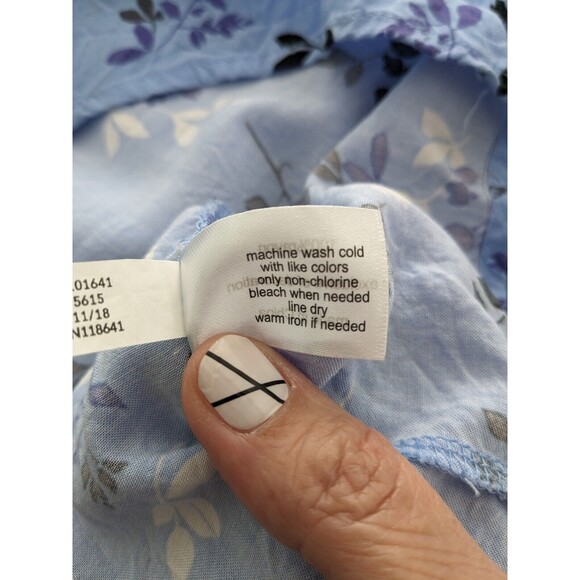 machine wash cold
with like colors
only non-chlorine
bleach when needed
line dry
warm iron if needed
01641
5615
11/18
N118641